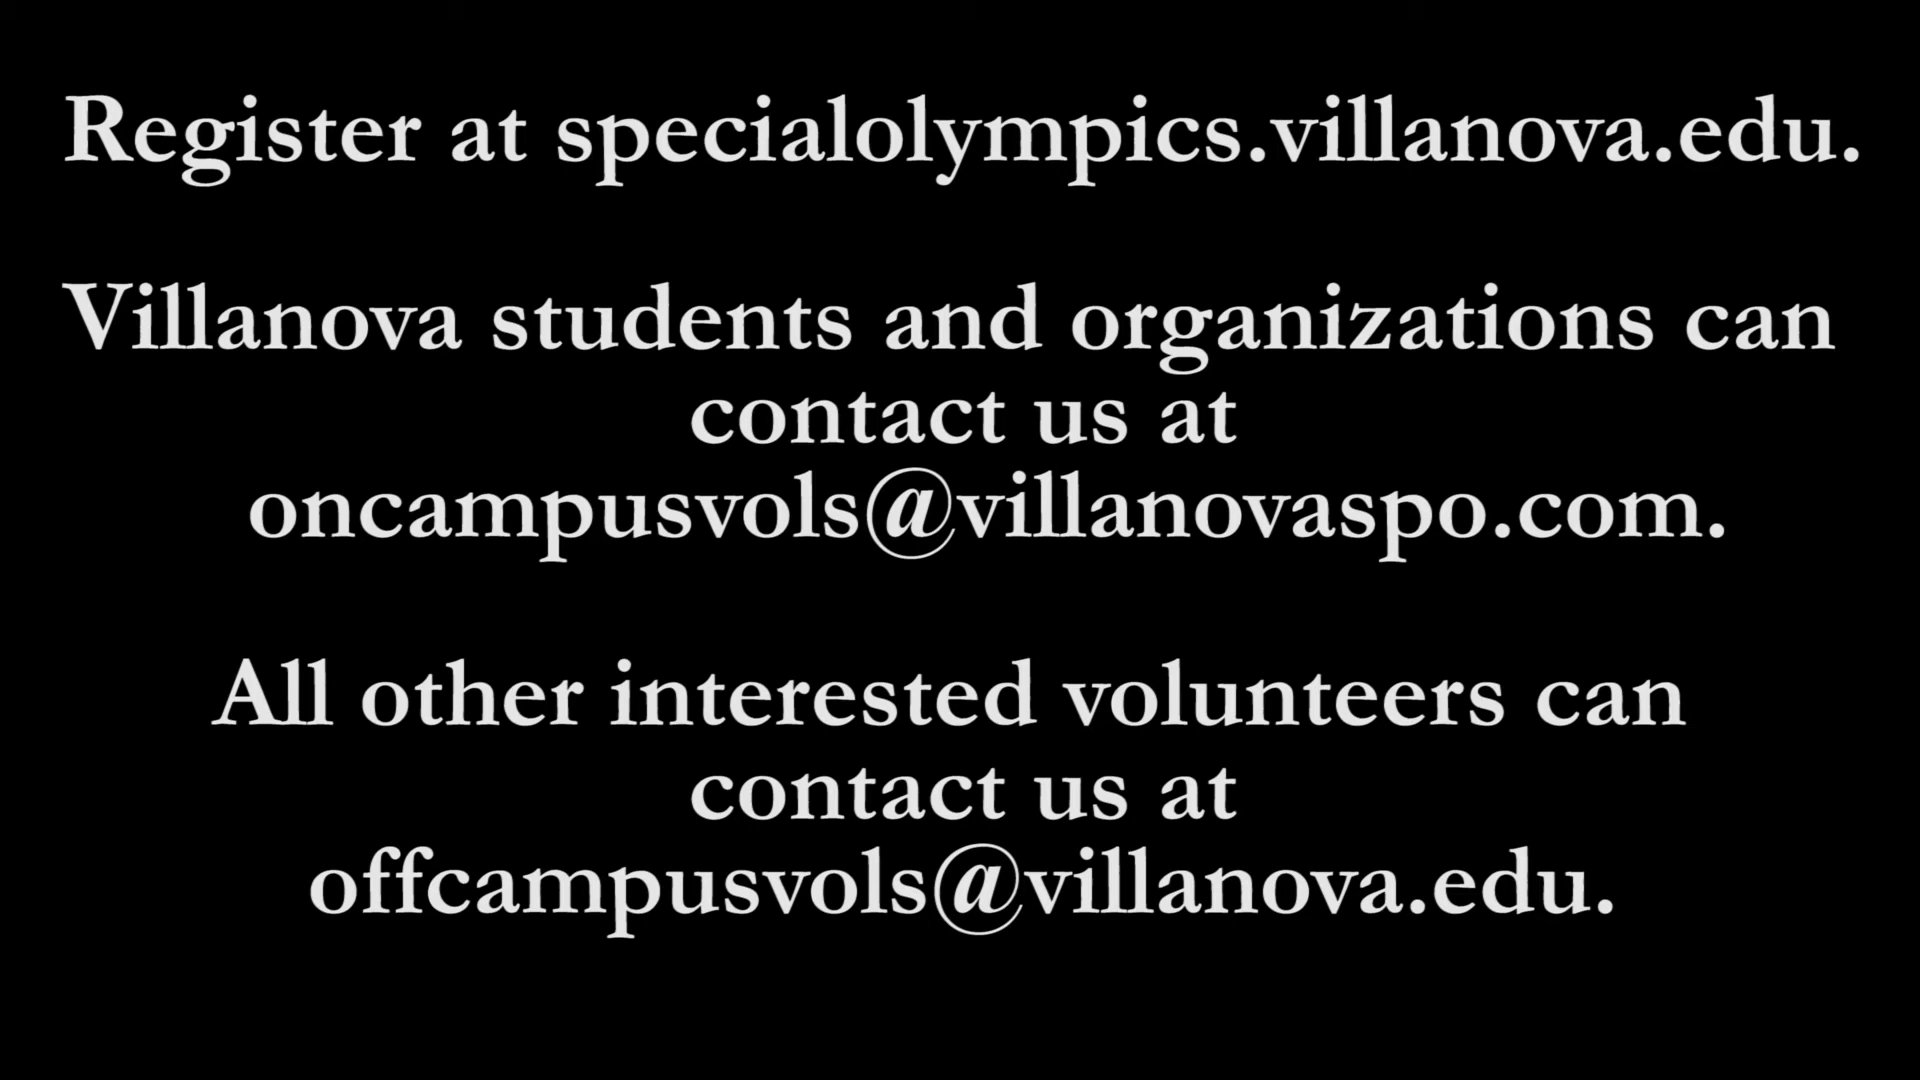 Register at specialolympics.villanova.edu.
Villanova students and organizations can
contact us at
oncampusvols@villanovaspo.com.
All other interested volunteers can
contact us at
offcampusvols@villanova.edu.